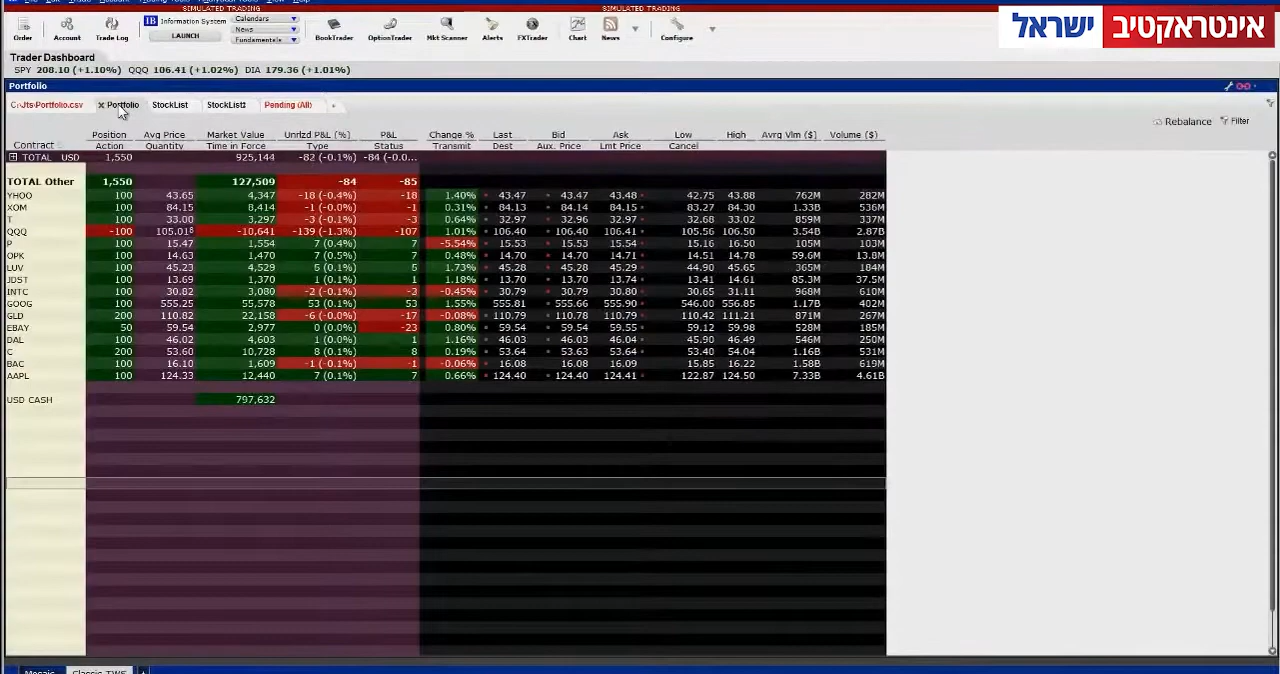 SIMULATED TRADING SIMULATED TRADING
אינטראקטיב ישראל
IB Information System Calendars
News
LAUNCH Fundamentals
Order Account Trade Log BookTrader OptionTrader Mkt Scanner Alerts FXTrader Chart News Configure
Trader Dashboard
SPY 208.10 (+1.10%) QQQ 106.41 (+1.02%) DIA 179.36 (+1.01%)
Portfolio
C:\Jts\Portfolio.csv Portfolio StockList StockList2 Pending (All)
Rebalance Filter
Position Avg Price Market Value Unrlzd P&L (%) P&L Change % Last Bid Ask Low High Avrg Vlm ($) Volume ($)
Contract Action Quantity Time in Force Type Status Transmit Dest Aux. Price Lmt Price Cancel
TOTAL USD 1,550 925,144 -82 (-0.1%) -84 (-0.0...
TOTAL Other 1,550 127,509 -84 -85
YHOO 100 43.65 4,347 -18 (-0.4%) -18 1.40% 43.47 43.47 43.48 42.75 43.88 762M 282M
XOM 100 84.15 8,414 -1 (-0.0%) -1 0.31% 84.13 84.14 84.15 83.27 84.30 1.33B 536M
T 100 33.00 3,297 -3 (-0.1%) -3 0.64% 32.97 32.96 32.97 32.68 33.02 859M 337M
QQQ -100 105.018 -10,641 -139 (-1.3%) -107 1.01% 106.40 106.40 106.41 105.56 106.50 3.54B 2.87B
P 100 15.47 1,554 7 (0.4%) 7 -5.54% 15.53 15.53 15.54 15.16 16.50 105M 103M
OPK 100 14.63 1,470 7 (0.5%) 7 0.48% 14.70 14.70 14.71 14.51 14.78 59.6M 13.8M
LUV 100 45.23 4,529 6 (0.1%) 5 1.73% 45.28 45.28 45.29 44.90 45.65 365M 184M
JDST 100 13.69 1,370 1 (0.1%) 1 1.18% 13.70 13.70 13.74 13.41 14.61 85.3M 37.5M
INTC 100 30.82 3,080 -2 (-0.1%) -3 -0.45% 30.79 30.79 30.80 30.65 31.11 968M 610M
GOOG 100 555.25 55,578 53 (0.1%) 53 1.55% 555.81 555.66 555.90 546.00 556.85 1.17B 402M
GLD 200 110.82 22,158 -6 (-0.0%) -17 -0.08% 110.79 110.78 110.79 110.42 111.21 871M 267M
EBAY 50 59.54 2,977 0 (0.0%) -23 0.80% 59.54 59.54 59.55 59.12 59.98 528M 185M
DAL 100 46.02 4,603 1 (0.0%) 1 1.16% 46.03 46.03 46.04 45.90 46.49 546M 250M
C 200 53.60 10,728 8 (0.1%) 8 0.19% 53.64 53.63 53.64 53.40 54.04 1.16B 531M
BAC 100 16.10 1,609 -1 (-0.1%) -1 -0.06% 16.08 16.08 16.09 15.85 16.22 1.58B 619M
AAPL 100 124.33 12,440 7 (0.1%) 7 0.66% 124.40 124.40 124.41 122.87 124.50 7.33B 4.61B
USD CASH 797,632
Mosaic Classic TWS